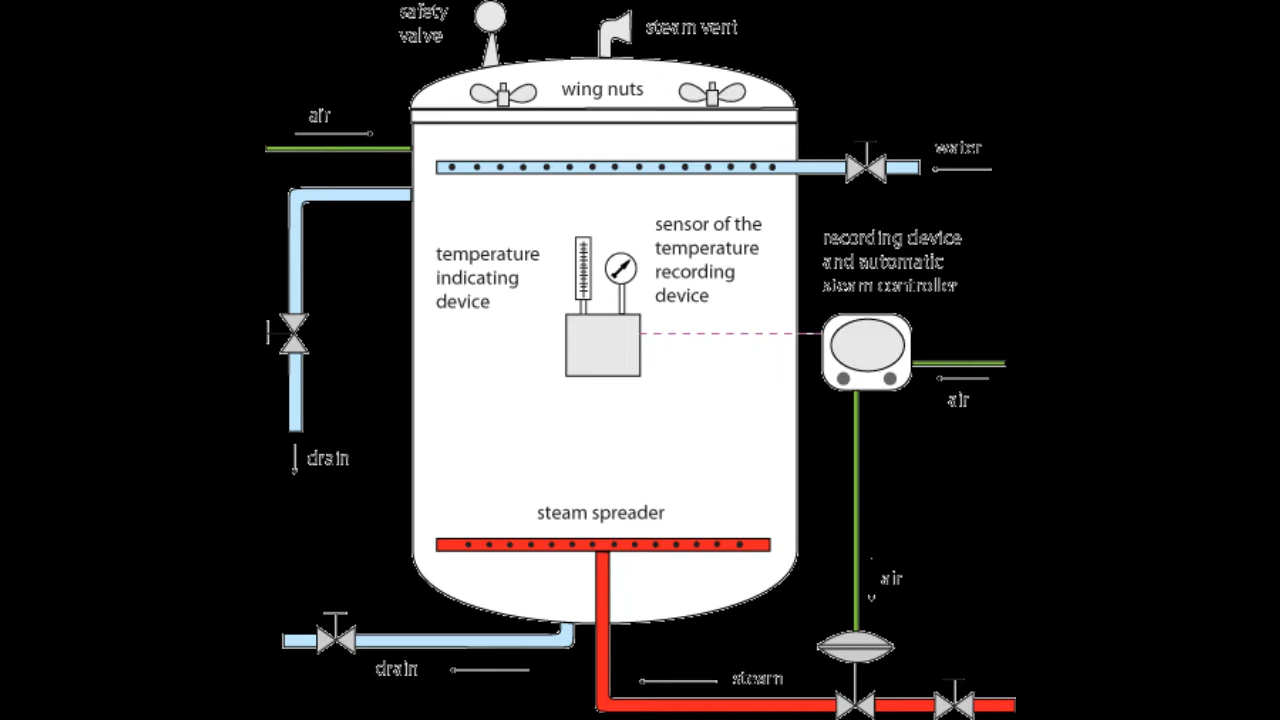 safety
valve
steam vent
wing nuts
air
water
sensor of the
temperature
recording
device
temperature
indicating
device
recording device
and automatic
steam controller
air
drain
steam spreader
air
drain
steam